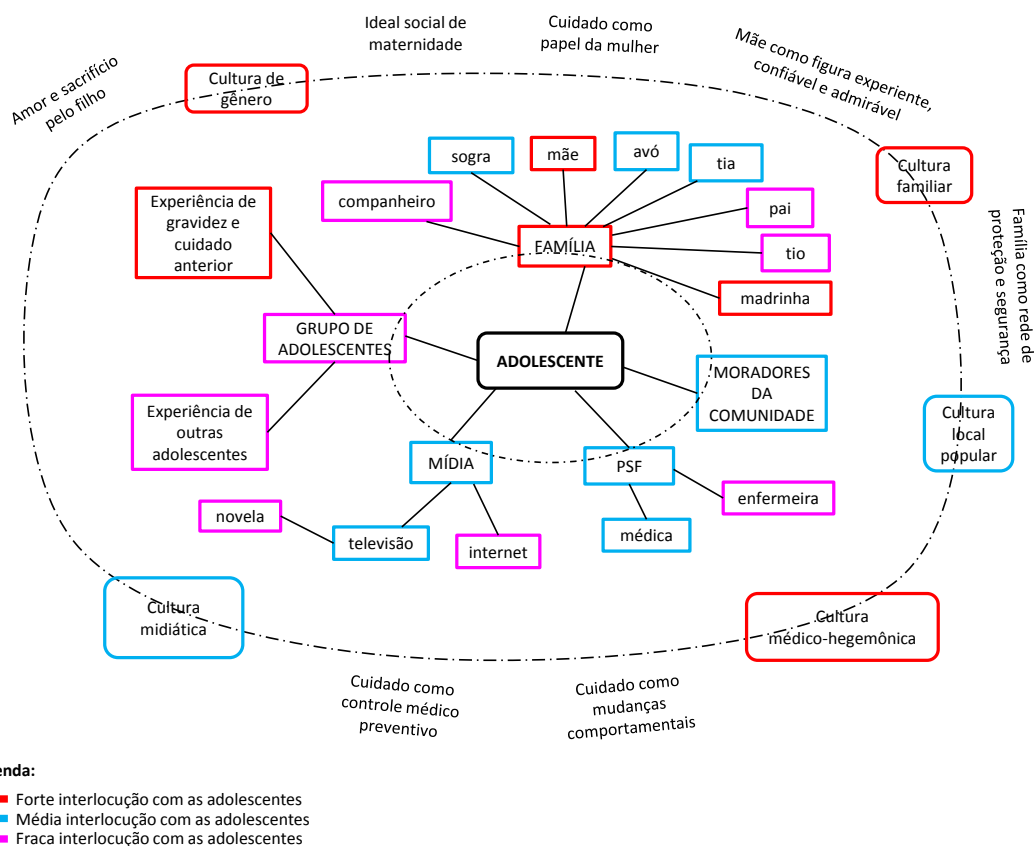 Ideal social de
maternidade
Cuidado como
papel da mulher
Mãe como figura experiente,
confiável e admirável
Amor e sacrifício
pelo filho
Cultura de
gênero
Cultura
familiar
Família como rede de
proteção e segurança
sogra
mãe
avó
tia
companheiro
pai
tio
madrinha
FAMÍLIA
Experiência de
gravidez e
cuidado
anterior
GRUPO DE
ADOLESCENTES
ADOLESCENTE
MORADORES
DA
COMUNIDADE
Experiência de
outras
adolescentes
Cultura
local
popular
MÍDIA
PSF
novela
televisão
internet
médica
enfermeira
Cultura
midiática
Cultura
médico-hegemônica
Cuidado como
controle médico
preventivo
Cuidado como
mudanças
comportamentais
enda:
Forte interlocução com as adolescentes
Média interlocução com as adolescentes
Fraca interlocução com as adolescentes